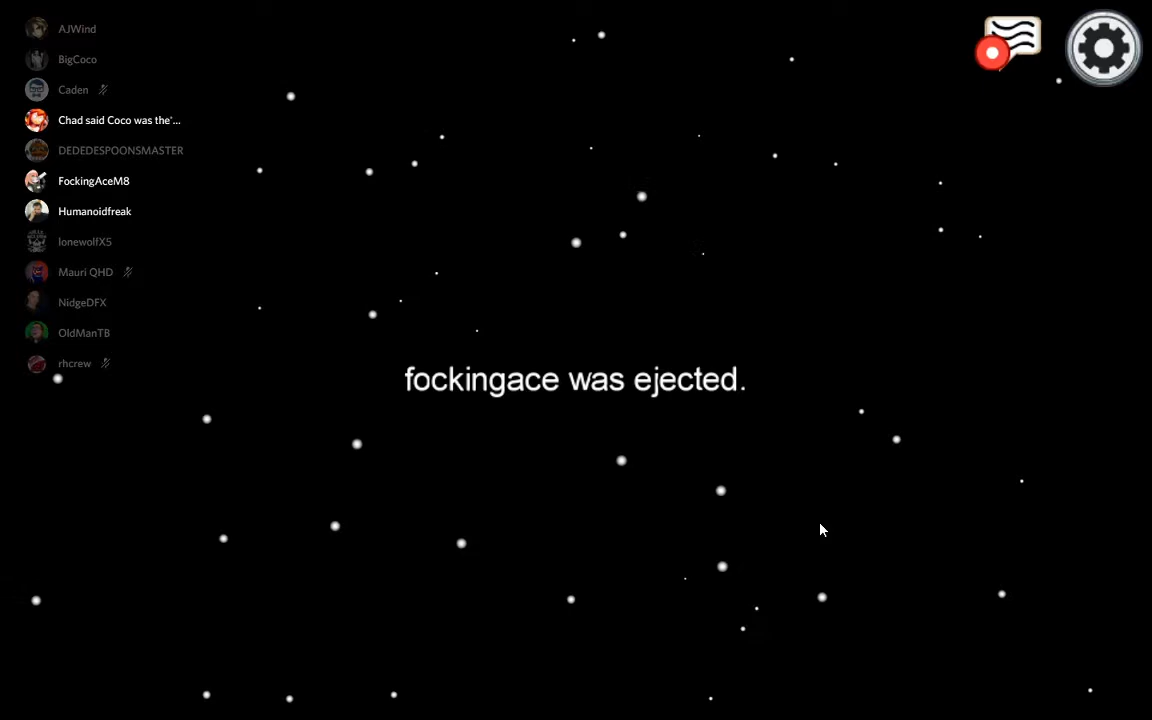 AJWind
BigCoco
Caden
Chad said Coco was the'...
DEDEDESPOONSMASTER
FockingAceM8
Humanoidfreak
lonewolfX5
Mauri QHD
NidgeDFX
OldManTB
rhcrew
fockingace was ejected.